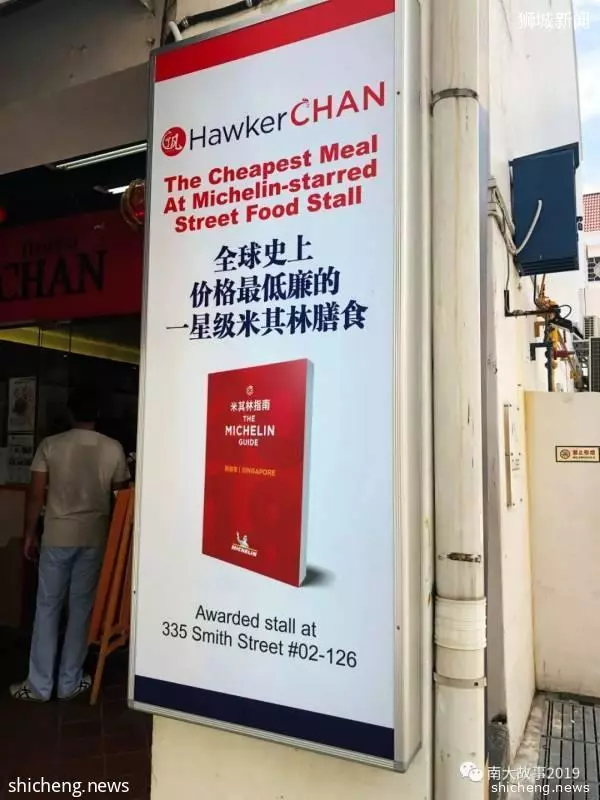 狮城新闻
HawkerCHAN
The Cheapest Meal
At Michelin-starred
Street Food Stall
全球史上
价格最低廉的
一星级米其林膳食
CHAN
米其林指南
THE
MICHELIN
GUIDE
SINGAPORE
MICHELIN
Awarded stall at
335 Smith Street #02-126
南大故事2019
shicheng.news
shicheng.news